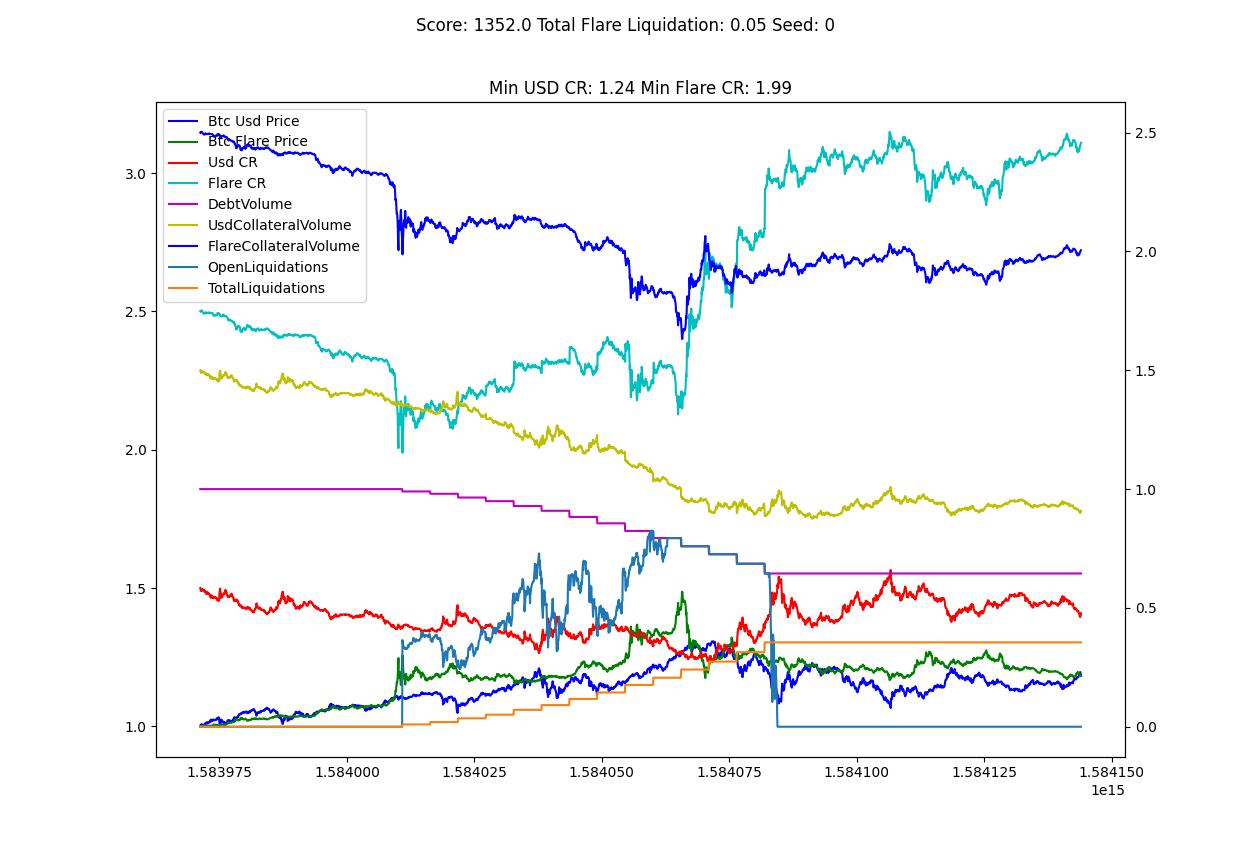 Score: 1352.0 Total Flare Liquidation: 0.05 Seed: 0
Min USD CR: 1.24 Min Flare CR: 1.99
Btc Usd Price
Btc Flare Price
Usd CR
Flare CR
DebtVolume
UsdCollateralVolume
FlareCollateralVolume
OpenLiquidations
TotalLiquidations
3.0
2.5
2.0
1.5
1.0
2.5
2.0
1.5
1.0
0.5
0.0
1.583975 1.584000 1.584025 1.584050 1.584075 1.584100 1.584125 1.584150
1e15